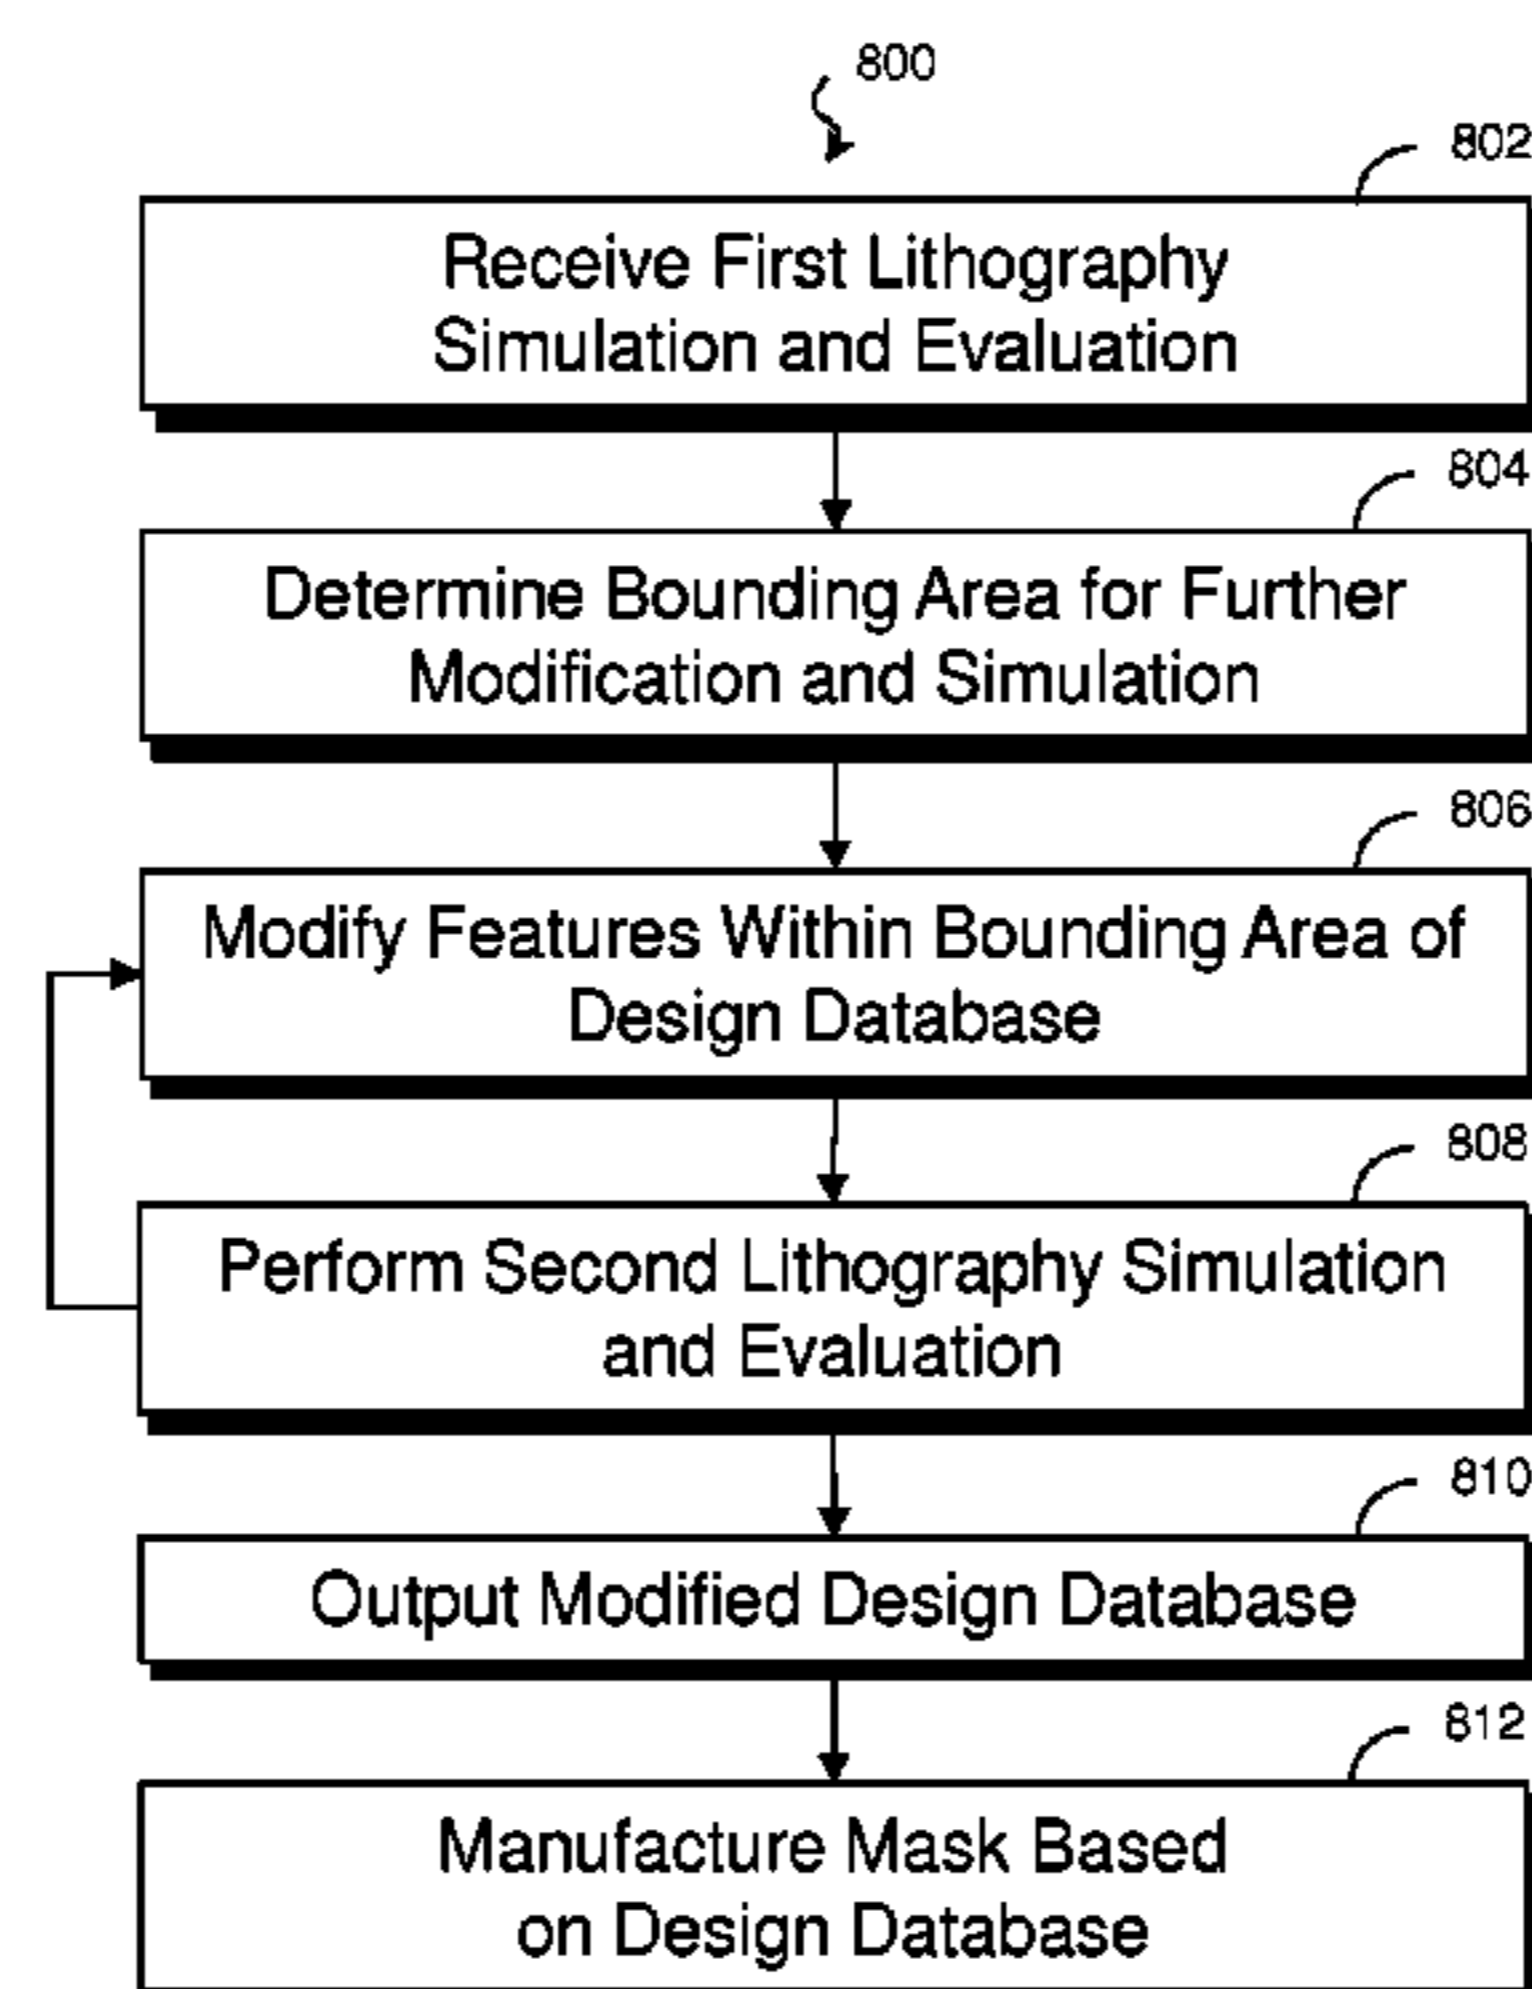 800
802
Receive First Lithography
Simulation and Evaluation
804
Determine Bounding Area for Further
Modification and Simulation
806
Modify Features Within Bounding Area of
Design Database
808
Perform Second Lithography Simulation
and Evaluation
810
Output Modified Design Database
812
Manufacture Mask Based
on Design Database